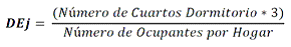 DEj = (Número de Cuartos Dormitorio * 3)
Número de Ocupantes por Hogar